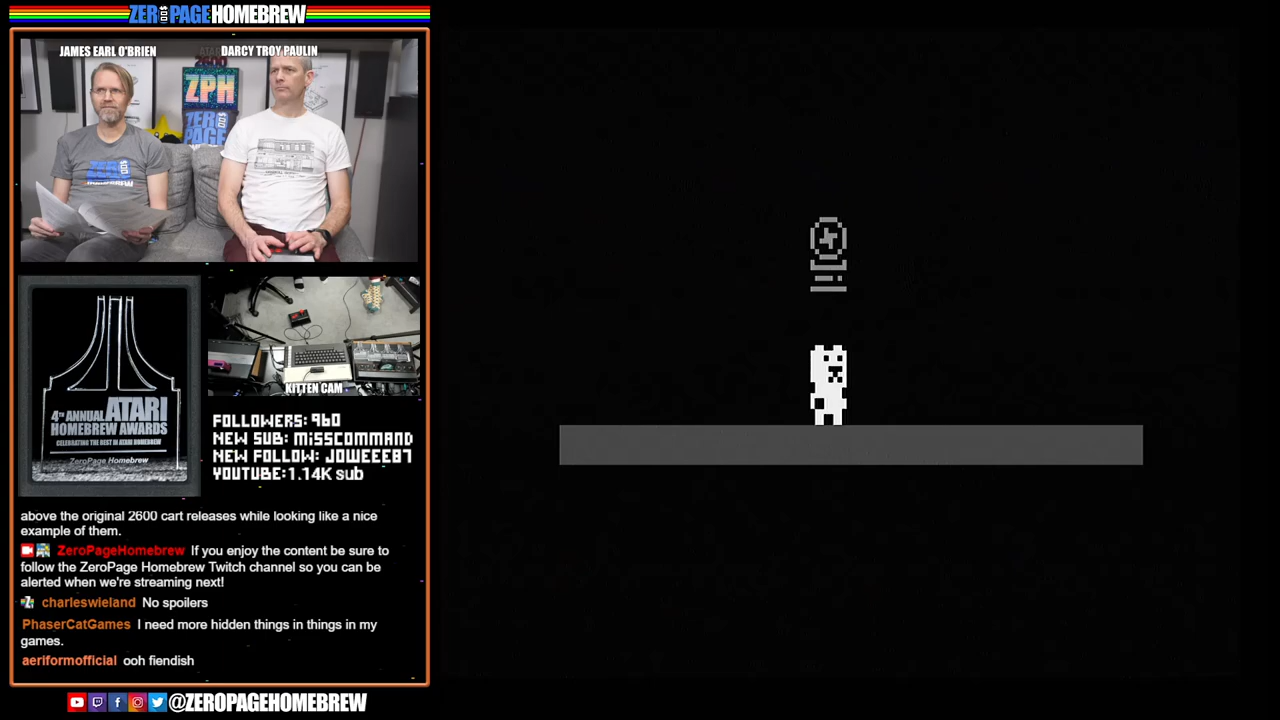 ZEROPAGE HOMEBREW
JAMES EARL O'BRIEN
DARCY TROY PAULIN
2600
ZPH
ZERO
PAGE
4TH ANNUAL ATARI
HOMEBREW AWARDS
CELEBRATING THE BEST IN ATARI HOMEBREW
ZeroPage Homebrew
KITTEN CAM
FOLLOWERS: 960
NEW SUB: MISSCOMMAND
NEW FOLLOW: JOWEEE87
YOUTUBE:1.14K sub
above the original 2600 cart releases while looking like a nice
example of them.
ZeroPageHomebrew If you enjoy the content be sure to
follow the ZeroPage Homebrew Twitch channel so you can be
alerted when we're streaming next!
charleswieland No spoilers
PhaserCatGames I need more hidden things in things in my
games.
aeriformofficial ooh fiendish
@ZEROPAGEHOMEBREW